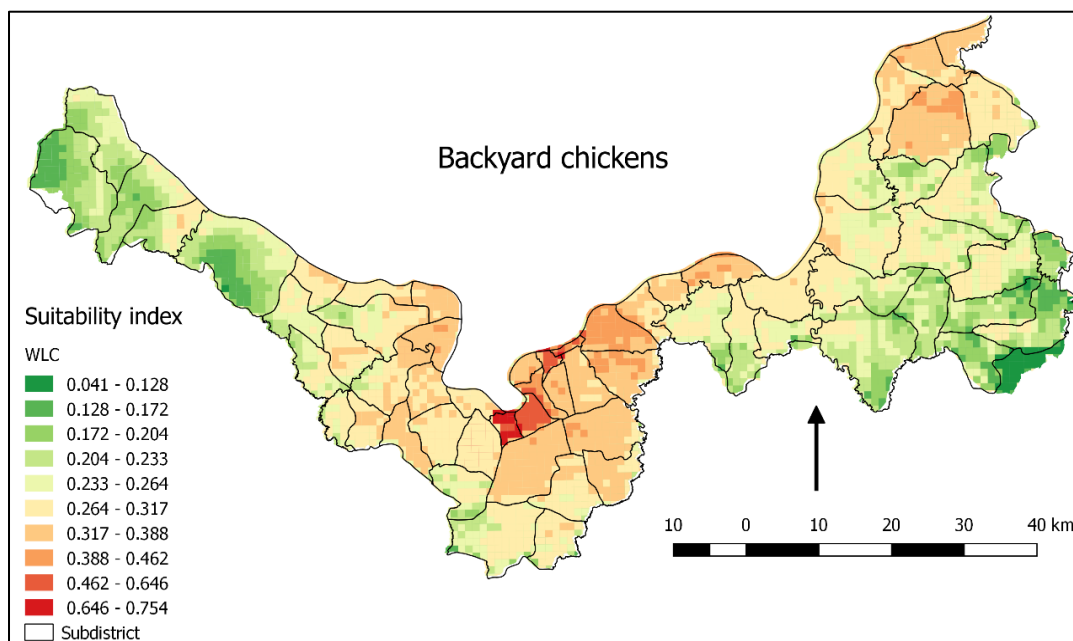 Backyard chickens
Suitability index
WLC
0.041 - 0.128
0.128 - 0.172
0.172 - 0.204
0.204 - 0.233
0.233 - 0.264
0.264 - 0.317
0.317 - 0.388
0.388 - 0.462
0.462 - 0.646
0.646 - 0.754
Subdistrict
10 0 10 20 30 40 km